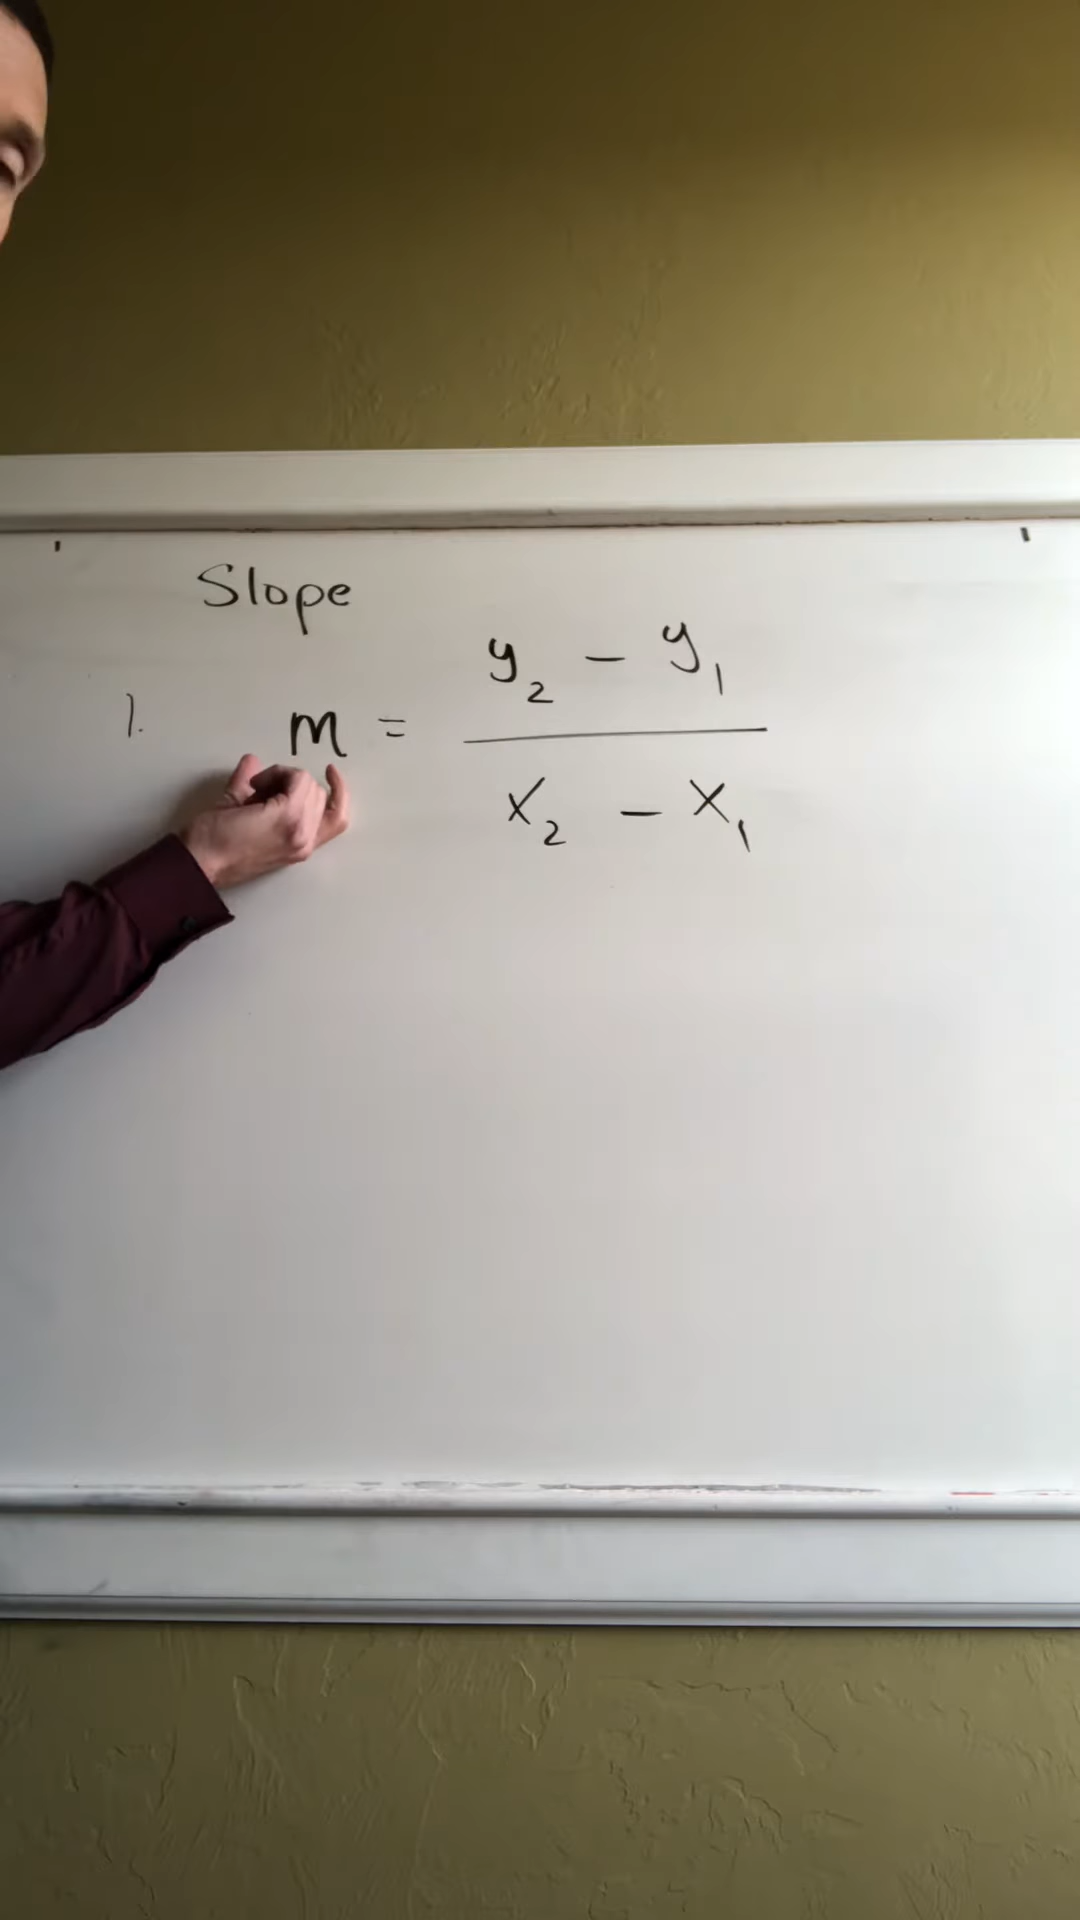 Slope
1. m = y₂ - y₁
x₂ - x₁